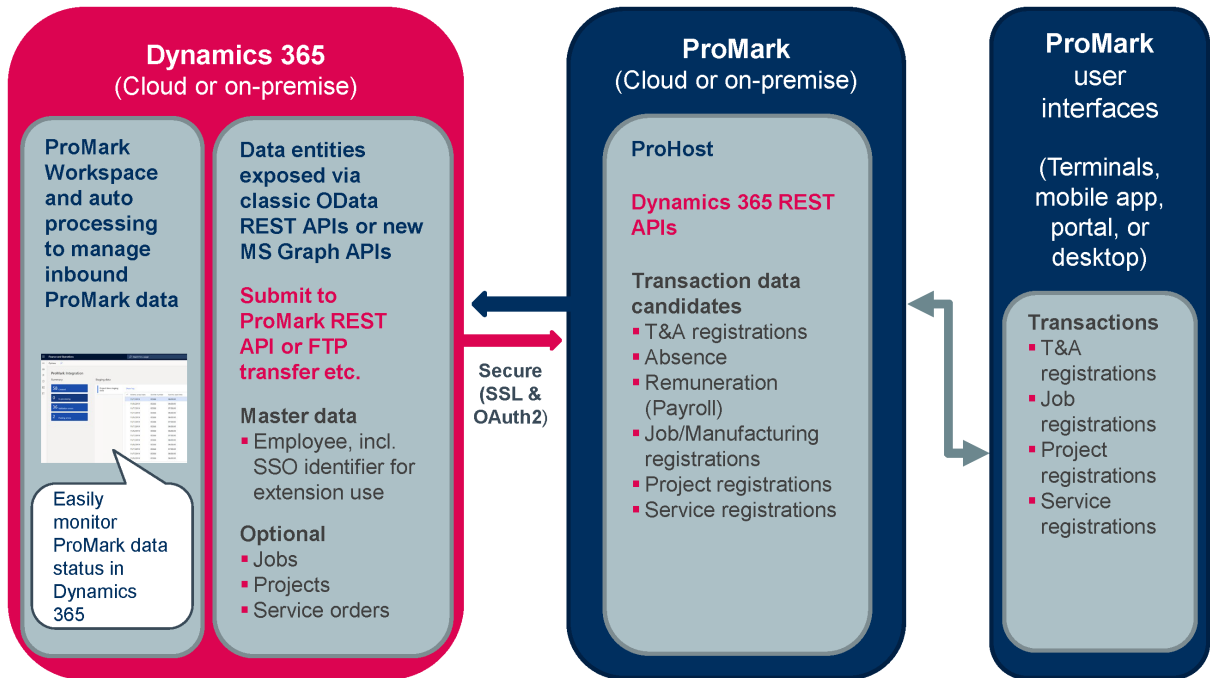 Dynamics 365
(Cloud or on-premise)
ProMark
Workspace
and auto
processing
to manage
inbound
ProMark data
Easily
monitor
ProMark data
status in
Dynamics
365
Data entities
exposed via
classic OData
REST APIs or new
MS Graph APIs
Submit to
ProMark REST
API or FTP
transfer etc.
Master data
▪ Employee, incl.
SSO identifier for
extension use
Optional
▪ Jobs
▪ Projects
▪ Service orders
Secure
(SSL &
OAuth2)
ProMark
(Cloud or on-premise)
ProHost
Dynamics 365 REST
APIs
Transaction data
candidates
▪ T&A registrations
▪ Absence
▪ Remuneration
(Payroll)
▪ Job/Manufacturing
registrations
▪ Project registrations
▪ Service registrations
ProMark
user
interfaces
(Terminals,
mobile app,
portal, or
desktop)
Transactions
▪ T&A
registrations
▪ Job
registrations
▪ Project
registrations
▪ Service
registrations